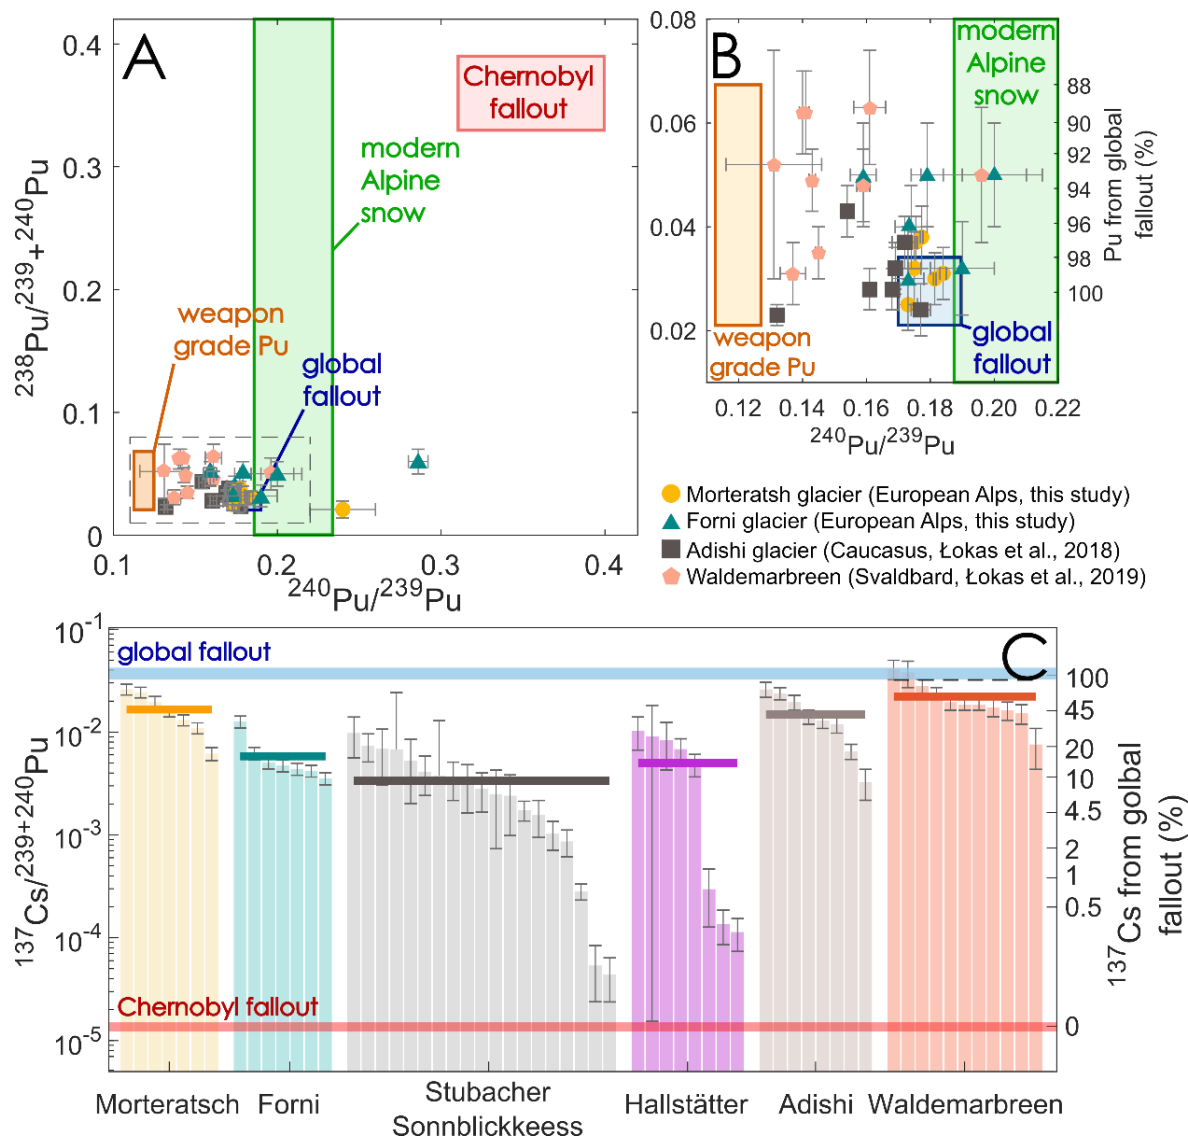 A
0.4
0.3
0.2
0.1
0
0.1
0.2
0.3
0.4
238Pu/239+240Pu
240Pu/239Pu
Chernobyl
fallout
modern
Alpine
snow
weapon
grade Pu
global
fallout
B
0.08
0.06
0.04
0.02
0.12
0.14
0.16
0.18
0.20
0.22
240Pu/239Pu
modern
Alpine
snow
weapon
grade Pu
global
fallout
88
90
92
94
96
98
100
Pu from global
fallout (%)
Morteratsh glacier (European Alps, this study)
Forni glacier (European Alps, this study)
Adishi glacier (Caucasus, Łokas et al., 2018)
Waldemarbreen (Svaldbard, Łokas et al., 2019)
C
10-1
10-2
10-3
10-4
10-5
137Cs/239+240Pu
global fallout
Chernobyl fallout
100
45
20
10
4.5
2
1
0.5
0
137Cs from golbal
fallout (%)
Morteratsch
Forni
Stubacher
Sonnblickkeess
Hallstätter
Adishi
Waldemarbreen